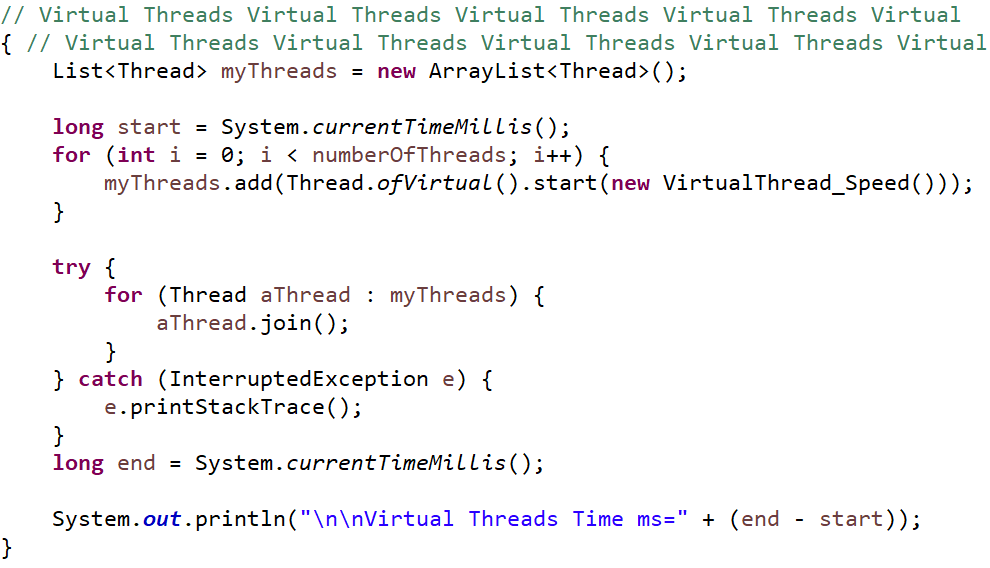 // Virtual Threads Virtual Threads Virtual Threads Virtual Threads Virtual
{ // Virtual Threads Virtual Threads Virtual Threads Virtual Threads Virtual
    List<Thread> myThreads = new ArrayList<Thread>();

    long start = System.currentTimeMillis();
    for (int i = 0; i < numberOfThreads; i++) {
        myThreads.add(Thread.ofVirtual().start(new VirtualThread_Speed()));
    }

    try {
        for (Thread aThread : myThreads) {
            aThread.join();
        }
    } catch (InterruptedException e) {
        e.printStackTrace();
    }
    long end = System.currentTimeMillis();

    System.out.println("\n\nVirtual Threads Time ms=" + (end - start));
}